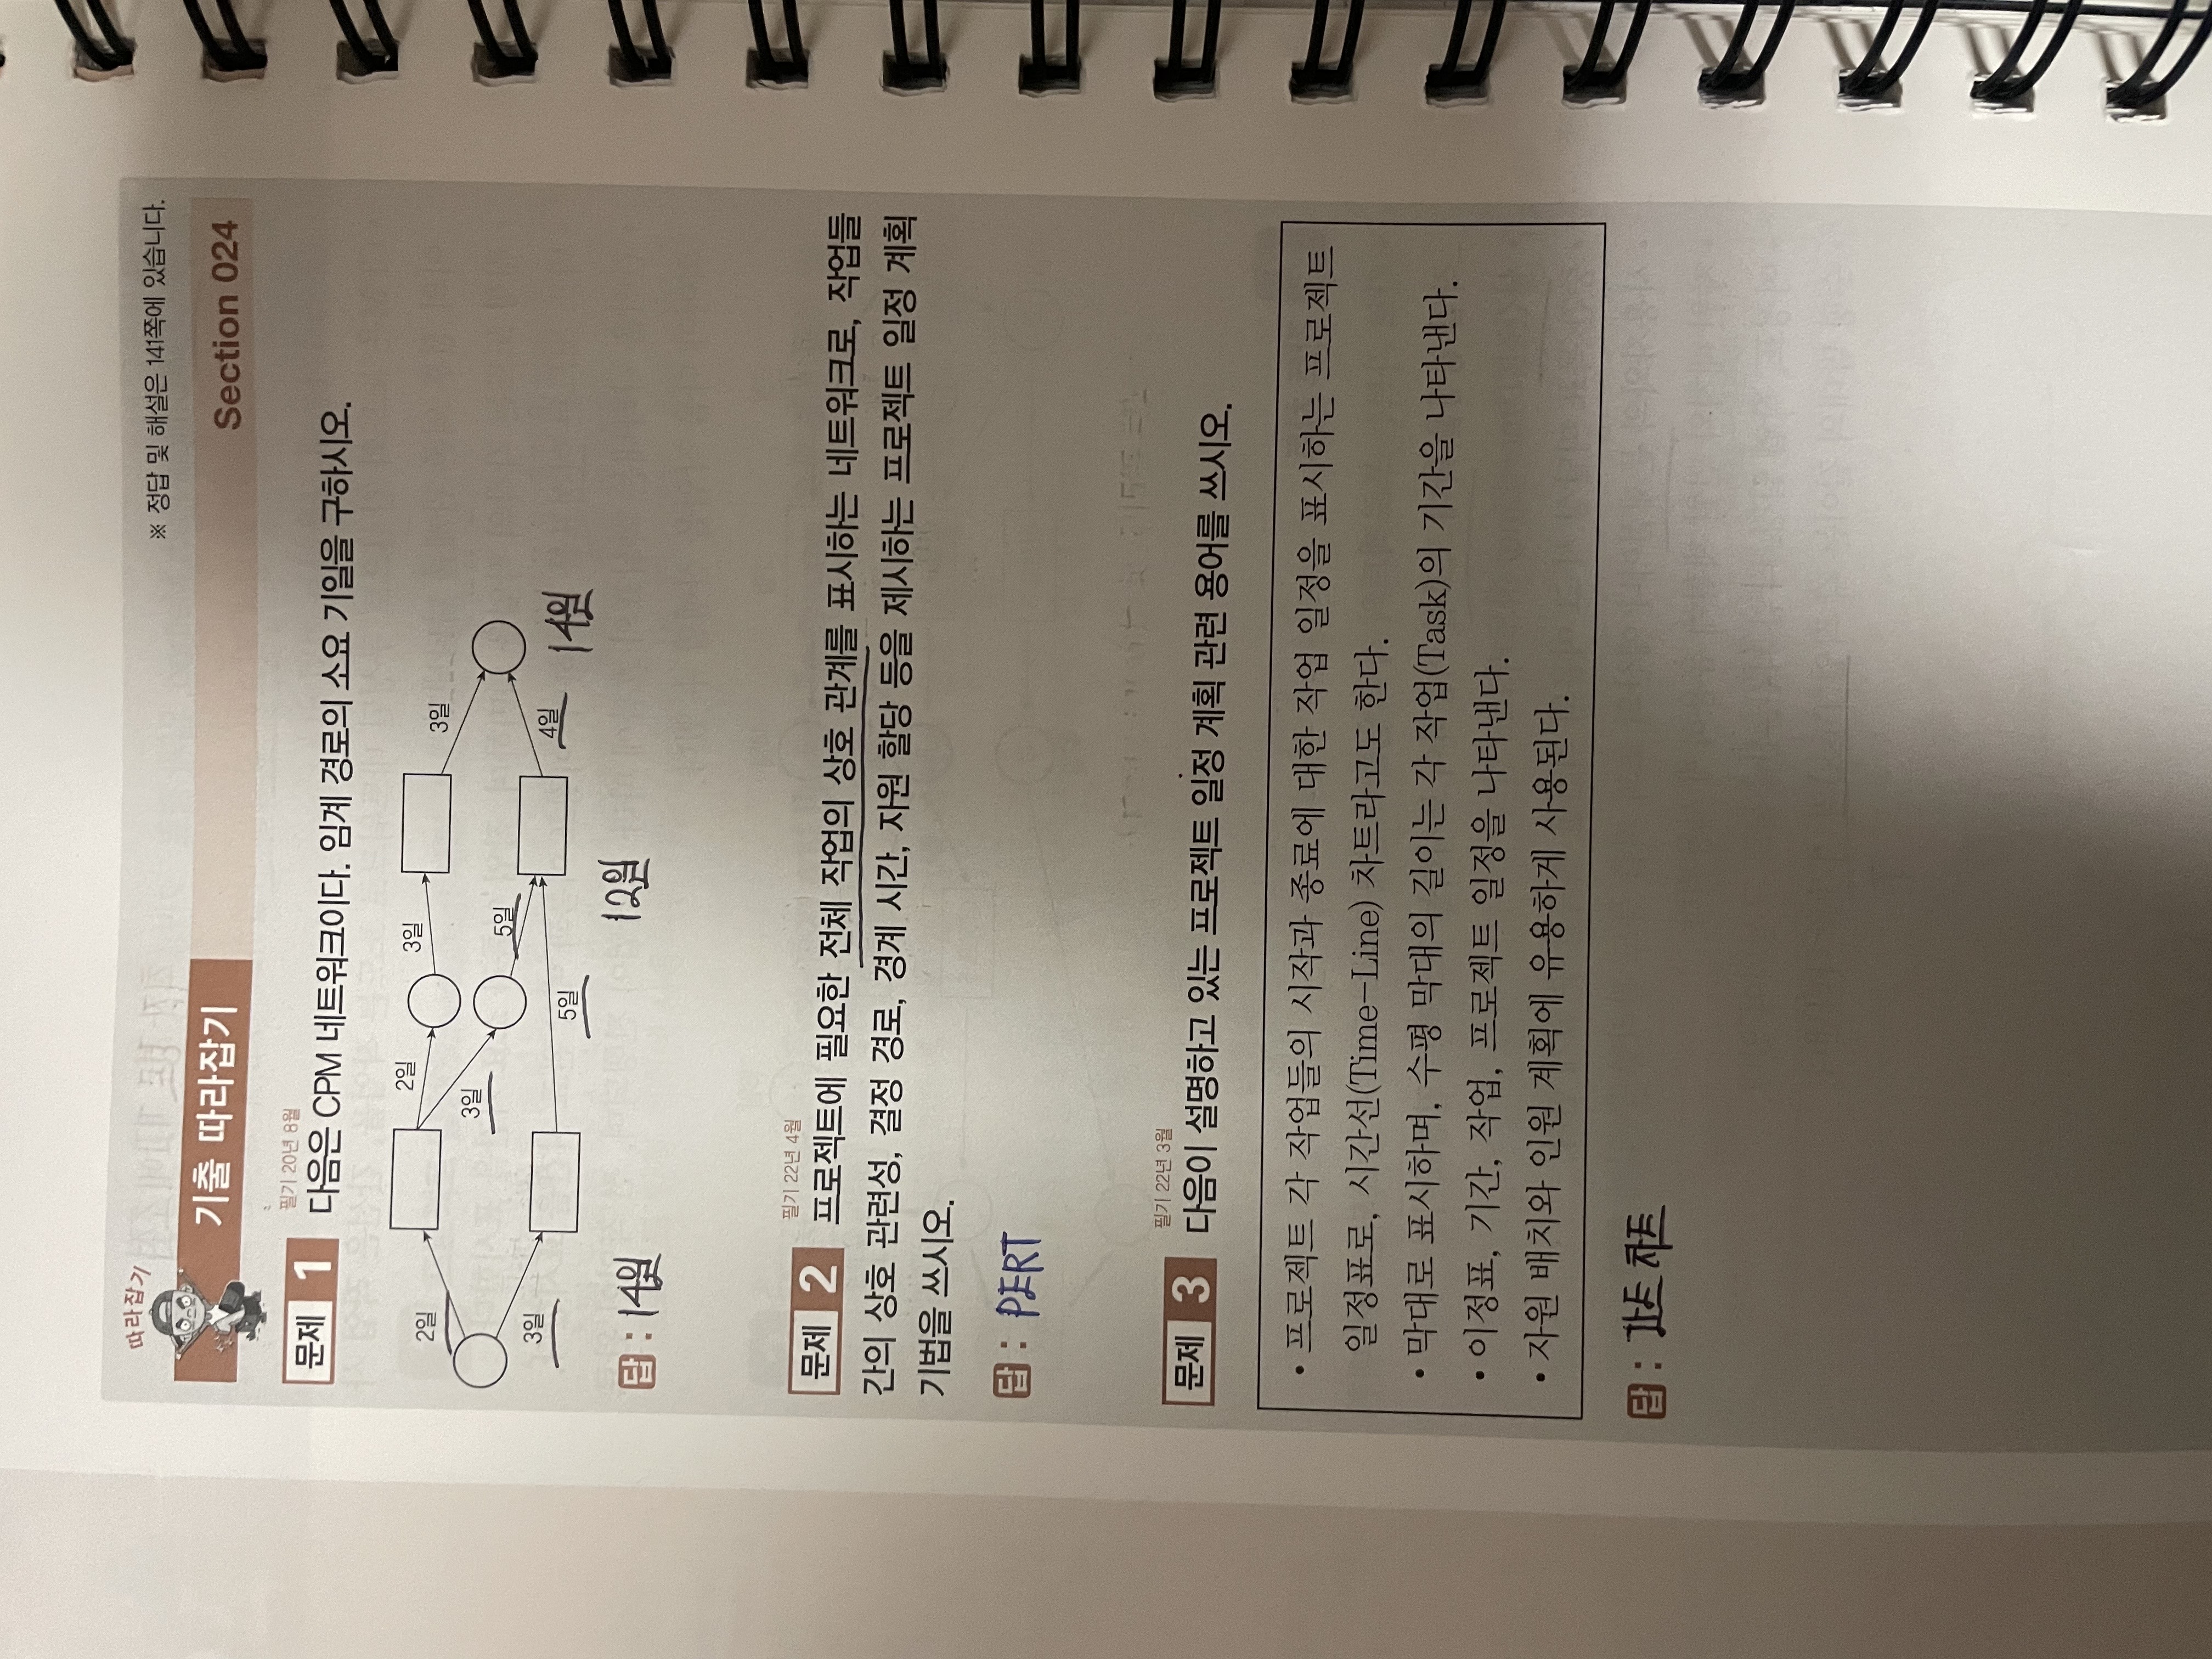 따라잡기
※ 정답 및 해설은 141쪽에 있습니다.
기출 따라잡기
Section 024
필기 20년 8월
문제 1 다음은 CPM 네트워크이다. 임계 경로의 소요 기일을 구하시오.
2일
2일
3일
3일
3일
5일
3일
5일
4일
14일
12일
답 : 14일
필기 22년 4월
문제 2 프로젝트에 필요한 전체 작업의 상호 관계를 표시하는 네트워크로, 작업들
간의 상호 관련성, 결정 경로, 경계 시간, 자원 할당 등을 제시하는 프로젝트 일정 계획
기법을 쓰시오.
답 : PERT
필기 22년 3월
문제 3 다음이 설명하고 있는 프로젝트 일정 계획 관련 용어를 쓰시오.
• 프로젝트 각 작업들의 시작과 종료에 대한 작업 일정을 표시하는 프로젝트
일정표로, 시간선(Time-Line) 차트라고도 한다.
• 막대로 표시하며, 수평 막대의 길이는 각 작업(Task)의 기간을 나타낸다.
• 이정표, 기간, 작업, 프로젝트 일정을 나타낸다.
• 자원 배치와 인원 계획에 유용하게 사용된다.
답 : 간트 차트